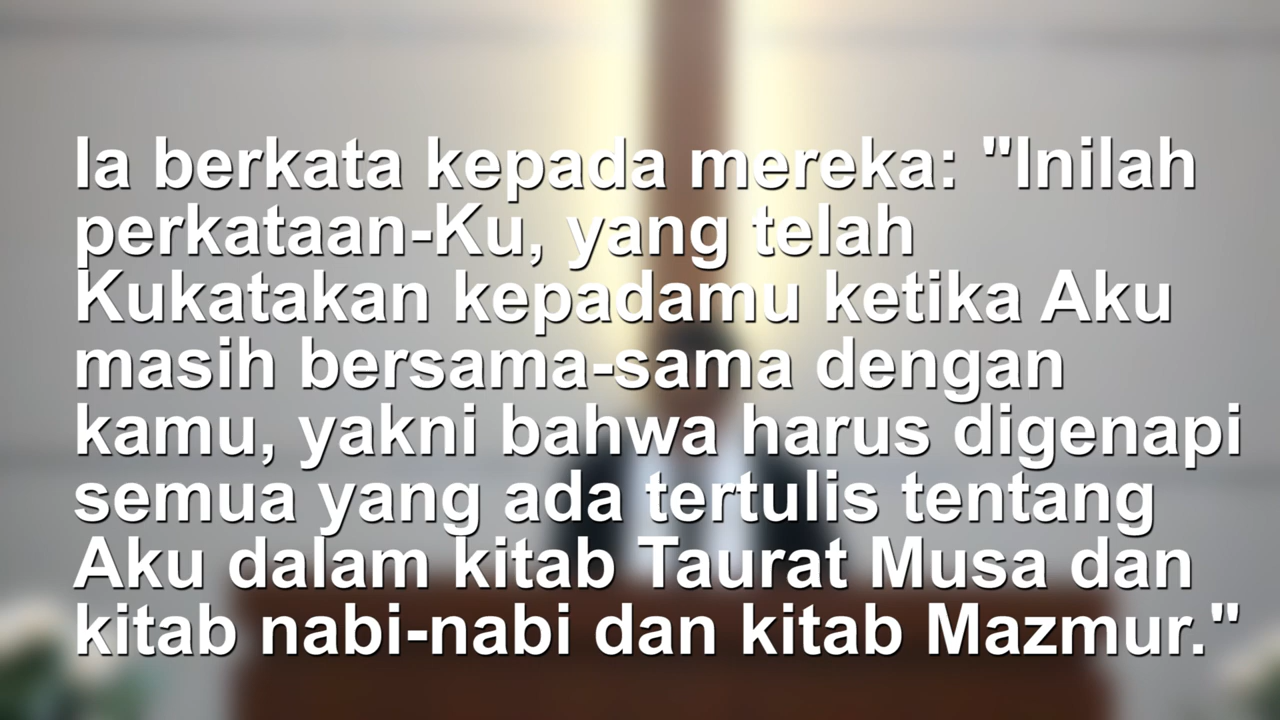 Ia berkata kepada mereka: "Inilah
perkataan-Ku, yang telah
Kukatakan kepadamu ketika Aku
masih bersama-sama dengan
kamu, yakni bahwa harus digenapi
semua yang ada tertulis tentang
Aku dalam kitab Taurat Musa dan
kitab nabi-nabi dan kitab Mazmur."